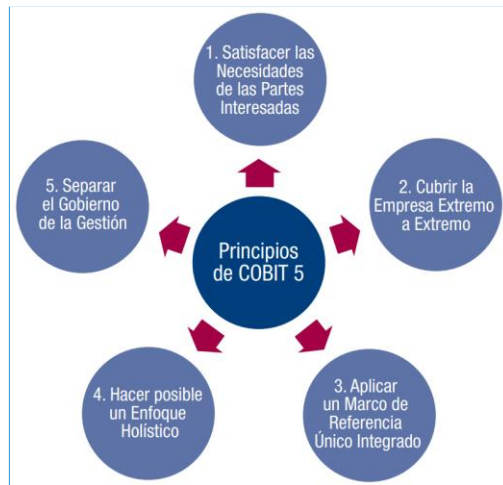 1. Satisfacer las
Necesidades
de las Partes
Interesadas
5. Separar
el Gobierno
de la Gestión
2. Cubrir la
Empresa Extremo
a Extremo
Principios
de COBIT 5
4. Hacer posible
un Enfoque
Holístico
3. Aplicar
un Marco de
Referencia
Único Integrado